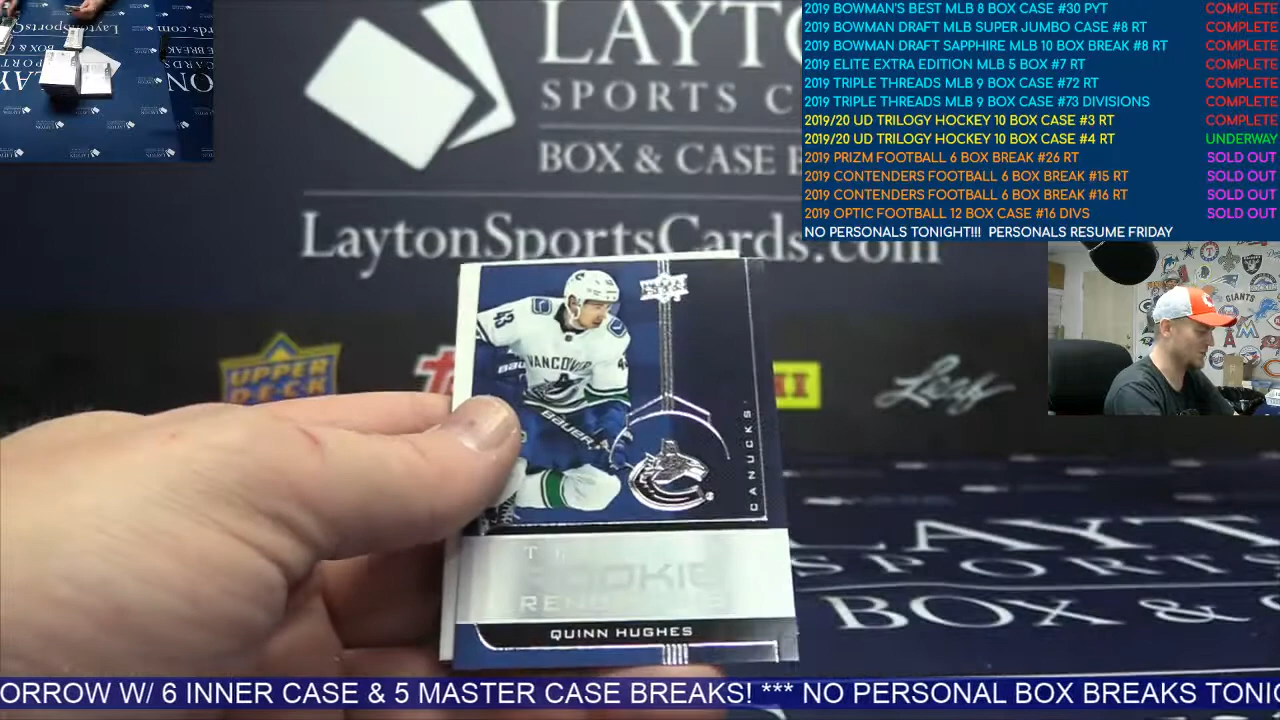 2019 BOWMAN'S BEST MLB 8 BOX CASE #30 PYT COMPLETE
2019 BOWMAN DRAFT MLB SUPER JUMBO CASE #8 RT COMPLETE
2019 BOWMAN DRAFT SAPPHIRE MLB 10 BOX BREAK #8 RT COMPLETE
2019 ELITE EXTRA EDITION MLB 5 BOX #7 RT COMPLETE
2019 TRIPLE THREADS MLB 9 BOX CASE #72 RT COMPLETE
2019 TRIPLE THREADS MLB 9 BOX CASE #73 DIVISIONS COMPLETE
2019/20 UD TRILOGY HOCKEY 10 BOX CASE #3 RT COMPLETE
2019/20 UD TRILOGY HOCKEY 10 BOX CASE #4 RT UNDERWAY
2019 PRIZM FOOTBALL 6 BOX BREAK #26 RT SOLD OUT
2019 CONTENDERS FOOTBALL 6 BOX BREAK #15 RT SOLD OUT
2019 CONTENDERS FOOTBALL 6 BOX BREAK #16 RT SOLD OUT
2019 OPTIC FOOTBALL 12 BOX CASE #16 DIVS SOLD OUT
NO PERSONALS TONIGHT!!! PERSONALS RESUME FRIDAY
LAYTO
SPORTS C
BOX & CASE
LaytonSportsCards.com
UPPER
DECK
Leaf
GIANTS
43
VANCOUVER
BAUER
CANUCKS
ROOKIE
QUINN HUGHES
LAYT
SPORTS
BOX & C
ORROW W/ 6 INNER CASE & 5 MASTER CASE BREAKS! *** NO PERSONAL BOX BREAKS TONIG